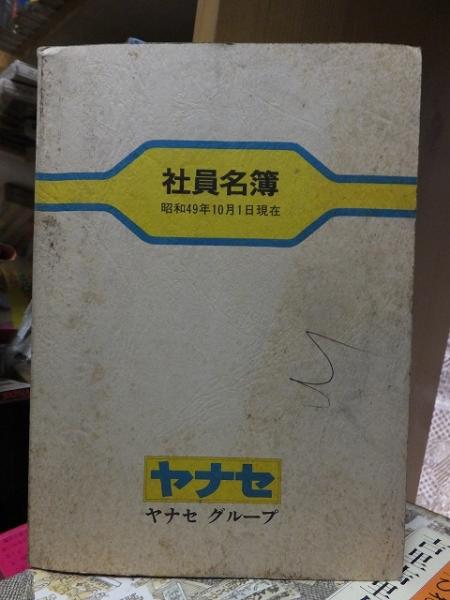 社員名簿
昭和49年10月1日現在
ヤナセ
ヤナセ グループ